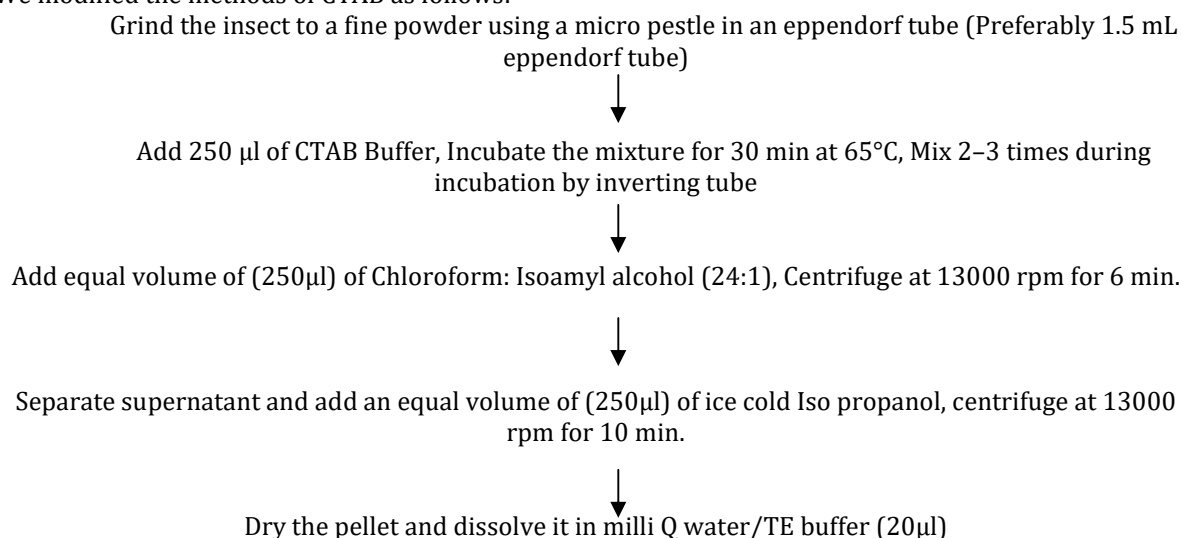 We modified the methods of CTAB as follows:
Grind the insect to a fine powder using a micro pestle in an eppendorf tube (Preferably 1.5 mL
eppendorf tube)
Add 250 µl of CTAB Buffer, Incubate the mixture for 30 min at 65°C, Mix 2–3 times during
incubation by inverting tube
Add equal volume of (250µl) of Chloroform: Isoamyl alcohol (24:1), Centrifuge at 13000 rpm for 6 min.
Separate supernatant and add an equal volume of (250µl) of ice cold Iso propanol, centrifuge at 13000
rpm for 10 min.
Dry the pellet and dissolve it in milli Q water/TE buffer (20µl)